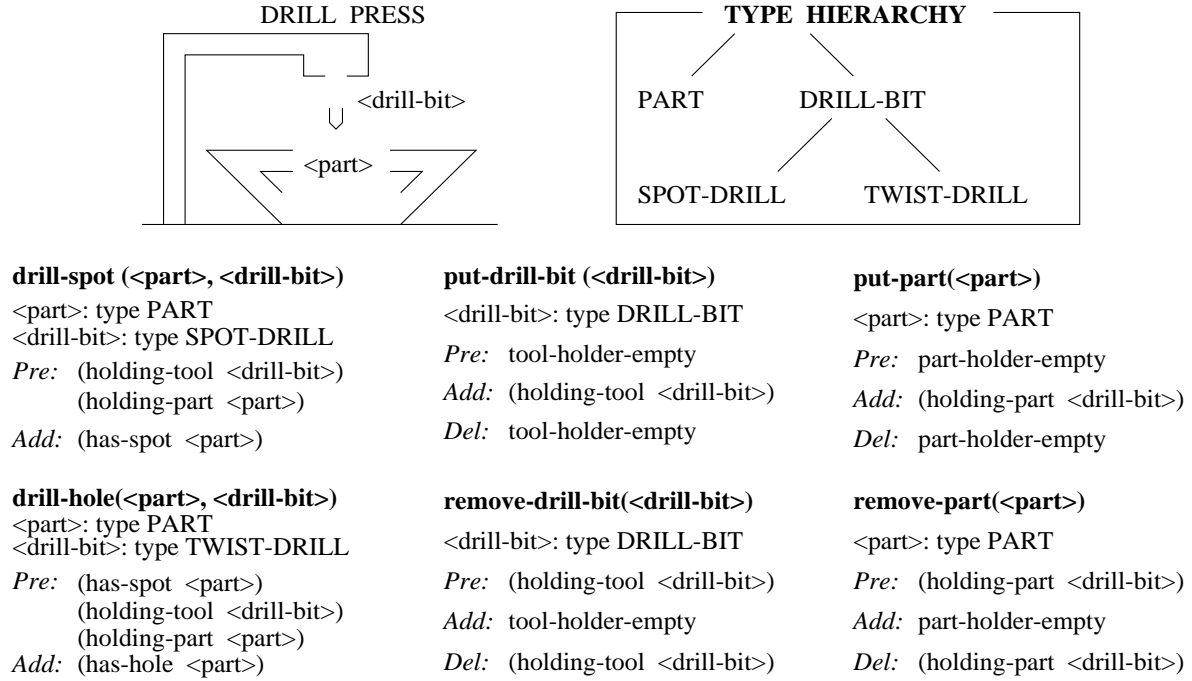 DRILL PRESS
<drill-bit>
<part>
TYPE HIERARCHY
PART DRILL-BIT
SPOT-DRILL TWIST-DRILL
drill-spot (<part>, <drill-bit>)
<part>: type PART
<drill-bit>: type SPOT-DRILL
Pre: (holding-tool <drill-bit>)
(holding-part <part>)
Add: (has-spot <part>)
put-drill-bit (<drill-bit>)
<drill-bit>: type DRILL-BIT
Pre: tool-holder-empty
Add: (holding-tool <drill-bit>)
Del: tool-holder-empty
put-part(<part>)
<part>: type PART
Pre: part-holder-empty
Add: (holding-part <drill-bit>)
Del: part-holder-empty
drill-hole(<part>, <drill-bit>)
<part>: type PART
<drill-bit>: type TWIST-DRILL
Pre: (has-spot <part>)
(holding-tool <drill-bit>)
(holding-part <part>)
Add: (has-hole <part>)
remove-drill-bit(<drill-bit>)
<drill-bit>: type DRILL-BIT
Pre: (holding-tool <drill-bit>)
Add: tool-holder-empty
Del: (holding-tool <drill-bit>)
remove-part(<part>)
<part>: type PART
Pre: (holding-part <drill-bit>)
Add: part-holder-empty
Del: (holding-part <drill-bit>)